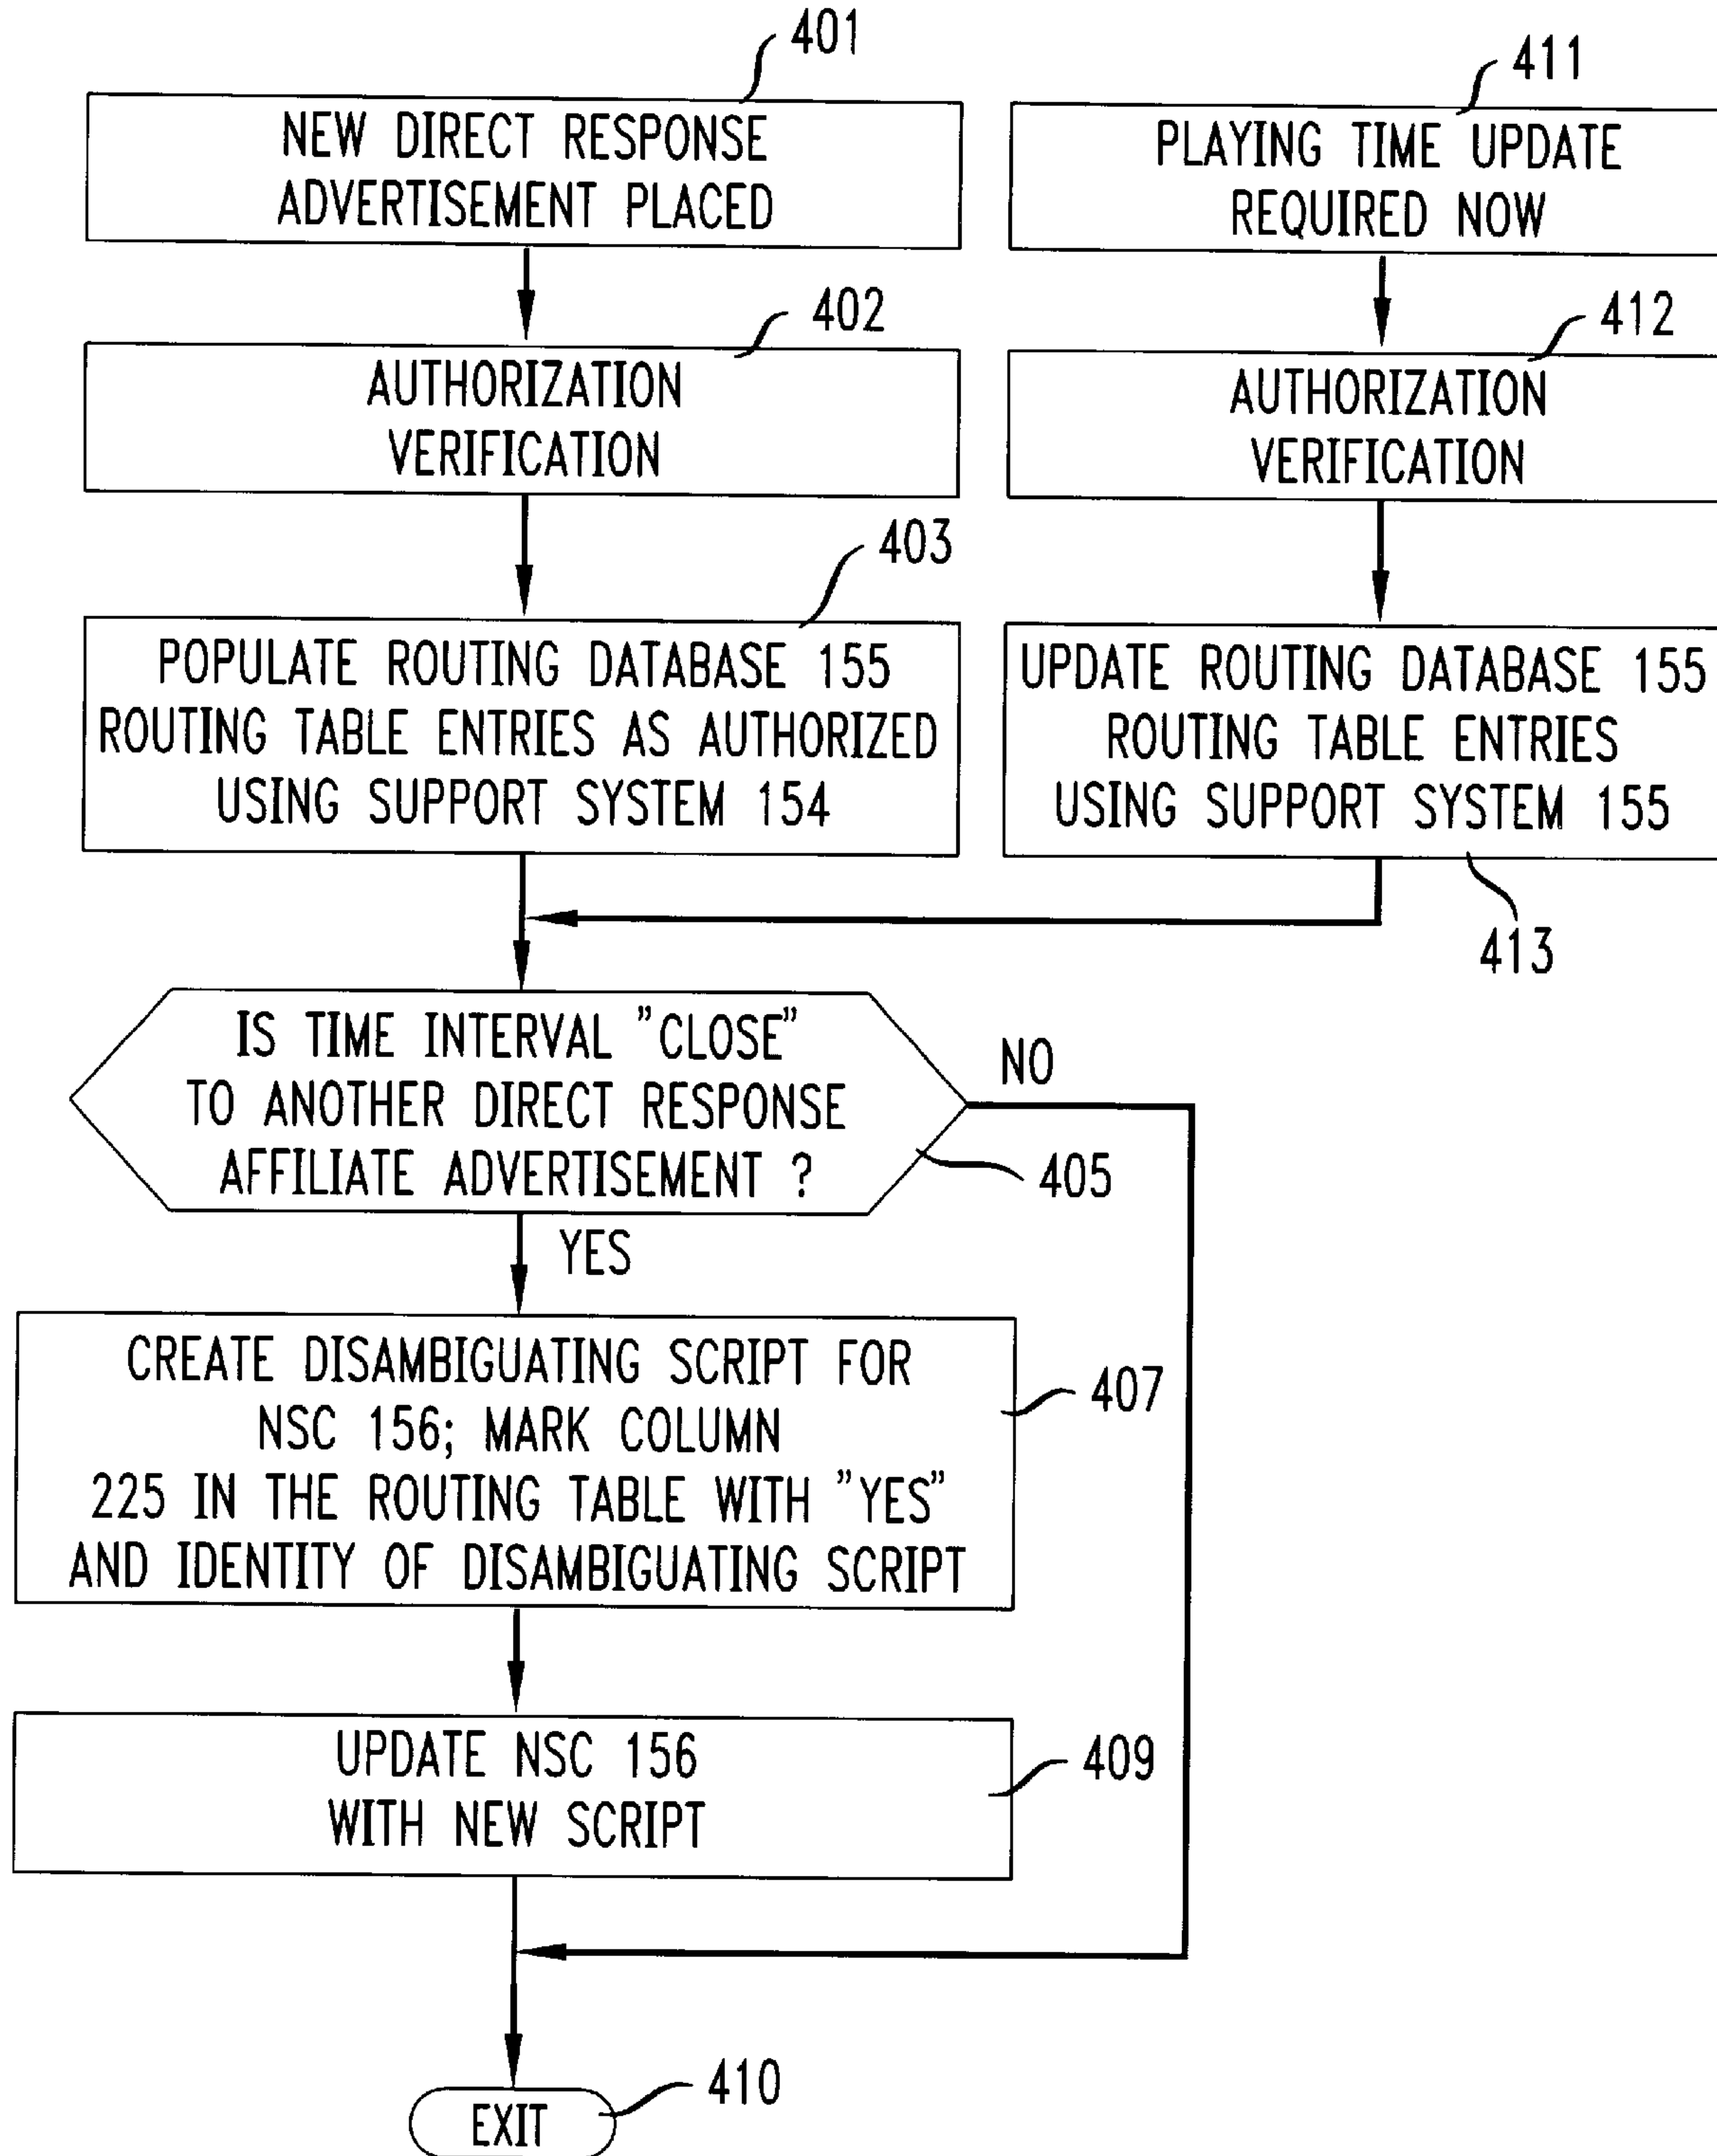 401
NEW DIRECT RESPONSE
ADVERTISEMENT PLACED
402
AUTHORIZATION
VERIFICATION
403
POPULATE ROUTING DATABASE 155
ROUTING TABLE ENTRIES AS AUTHORIZED
USING SUPPORT SYSTEM 154
411
PLAYING TIME UPDATE
REQUIRED NOW
412
AUTHORIZATION
VERIFICATION
UPDATE ROUTING DATABASE 155
ROUTING TABLE ENTRIES
USING SUPPORT SYSTEM 155
413
IS TIME INTERVAL "CLOSE"
TO ANOTHER DIRECT RESPONSE
AFFILIATE ADVERTISEMENT ?
405
NO
YES
CREATE DISAMBIGUATING SCRIPT FOR
NSC 156; MARK COLUMN
225 IN THE ROUTING TABLE WITH "YES"
AND IDENTITY OF DISAMBIGUATING SCRIPT
407
UPDATE NSC 156
WITH NEW SCRIPT
409
EXIT
410